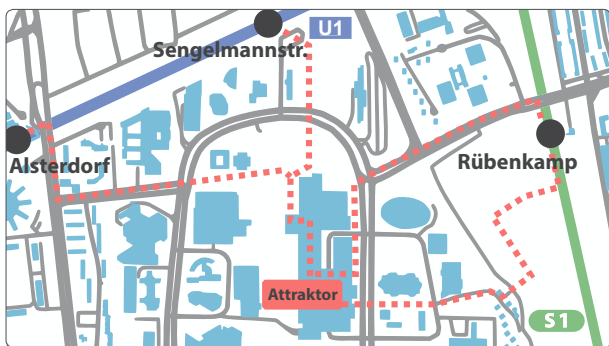 U1
Sengelmannstr.
Alsterdorf
Rübenkamp
Attraktor
S1